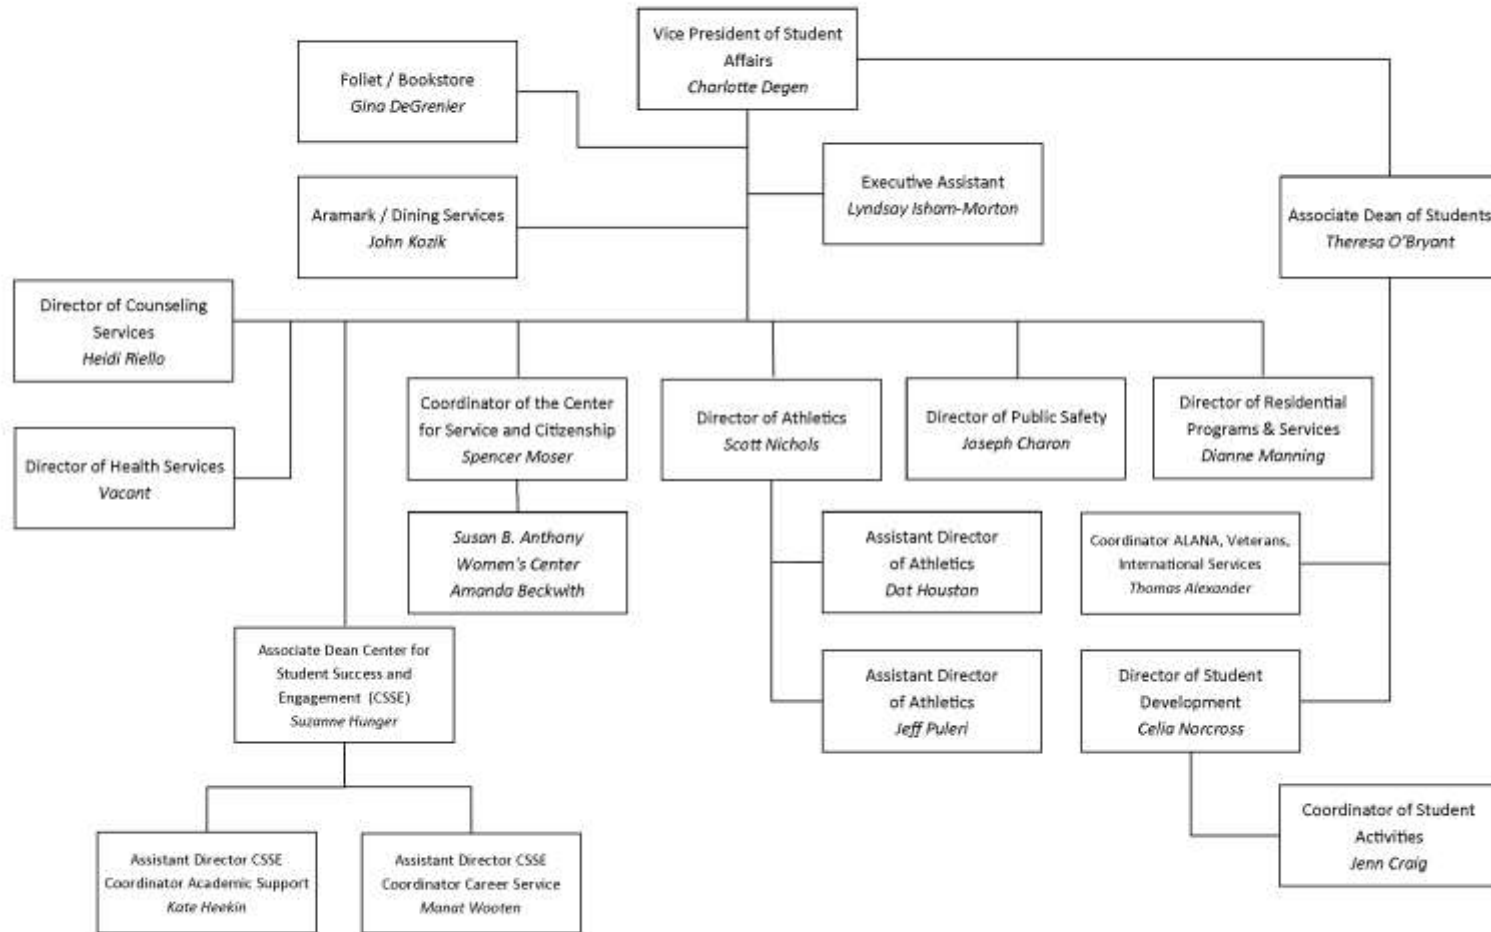 Vice President of Student
Affairs
Charlotte Degen
Follet / Bookstore
Gina DeGrenier
Executive Assistant
Lyndsay Isham-Morton
Aramark / Dining Services
John Kozik
Associate Dean of Students
Theresa O'Bryant
Director of Counseling
Services
Heidi Riello
Director of Health Services
Vacant
Coordinator of the Center
for Service and Citizenship
Spencer Moser
Director of Athletics
Scott Nichols
Director of Public Safety
Joseph Charon
Director of Residential
Programs & Services
Dianne Manning
Susan B. Anthony
Women's Center
Amanda Beckwith
Assistant Director
of Athletics
Dot Houston
Coordinator ALANA, Veterans,
International Services
Thomas Alexander
Associate Dean Center for
Student Success and
Engagement (CSSE)
Suzanne Hunger
Assistant Director
of Athletics
Jeff Puleri
Director of Student
Development
Celia Norcross
Coordinator of Student
Activities
Jenn Craig
Assistant Director CSSE
Coordinator Academic Support
Kate Heekin
Assistant Director CSSE
Coordinator Career Service
Manat Wooten